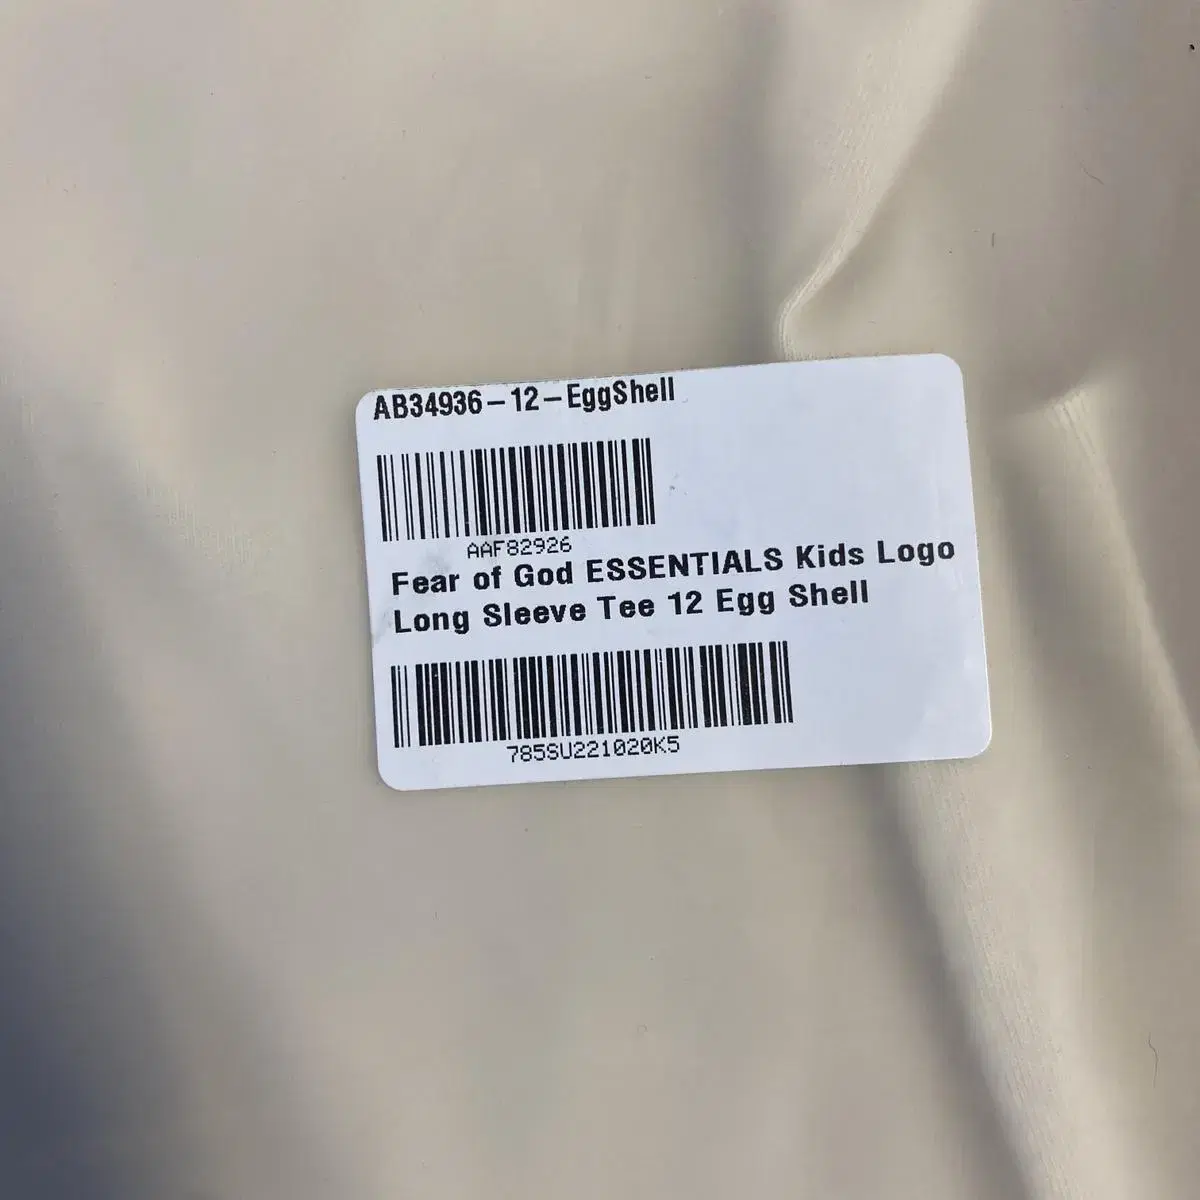 AB34936-12-EggShell
AAF82926
Fear of God ESSENTIALS Kids Logo
Long Sleeve Tee 12 Egg Shell
785SU221020K5